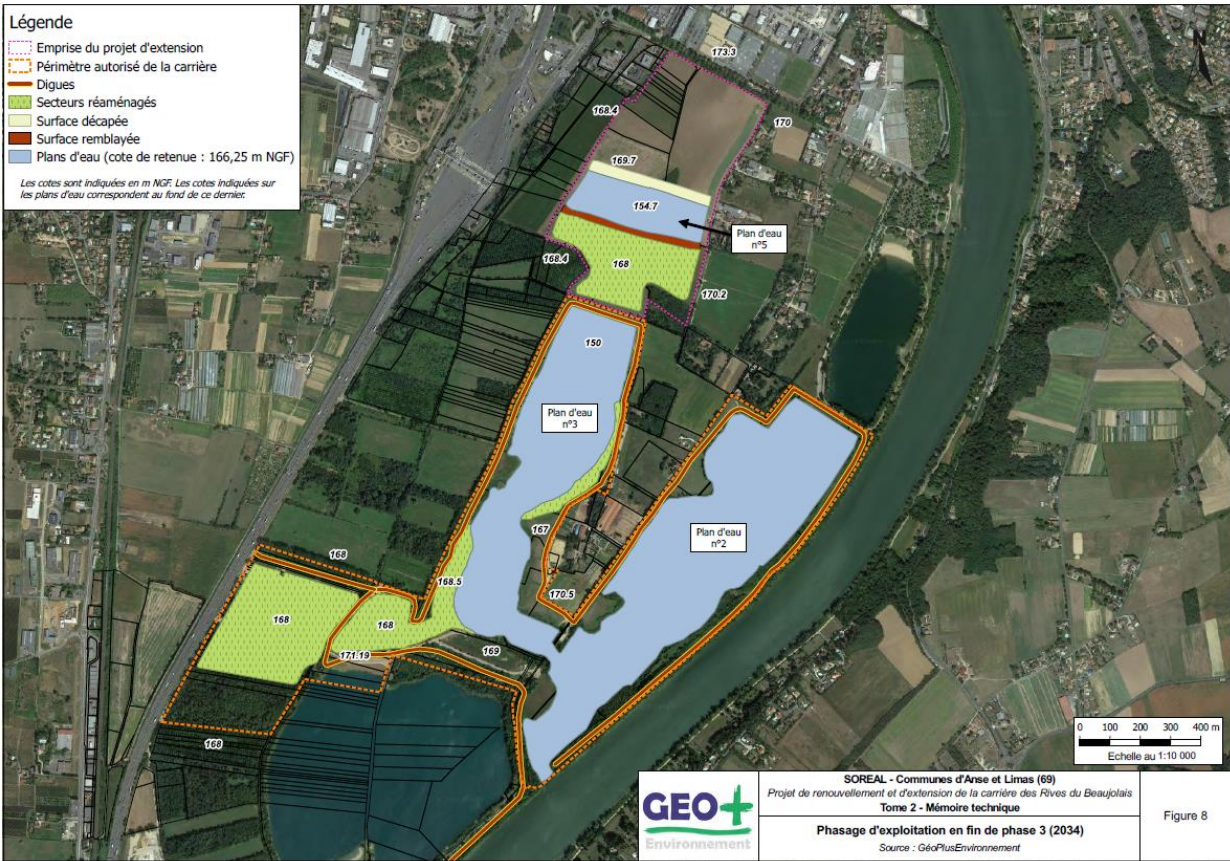 Légende
Emprise du projet d'extension
Périmètre autorisé de la carrière
Digues
Secteurs réaménagés
Surface décapée
Surface remblayée
Plans d'eau (cote de retenue : 166,25 m NGF)
Les cotes sont indiquées en m NGF. Les cotes indiquées sur
les plans d'eau correspondent au fond de ce dernier.
N
173.3
168.4
170
169.7
154.7
Plan d'eau
n°5
168.4
168
170.2
150
Plan d'eau
n°3
Plan d'eau
n°2
167
168
168.5
170.5
168
168
169
171.19
168
0 100 200 300 400 m
Echelle au 1:10 000
GEO+
Environnement
SOREAL - Communes d'Anse et Limas (69)
Projet de renouvellement et d'extension de la carrière des Rives du Beaujolais
Tome 2 - Mémoire technique
Phasage d'exploitation en fin de phase 3 (2034)
Source : GéoPlusEnvironnement
Figure 8